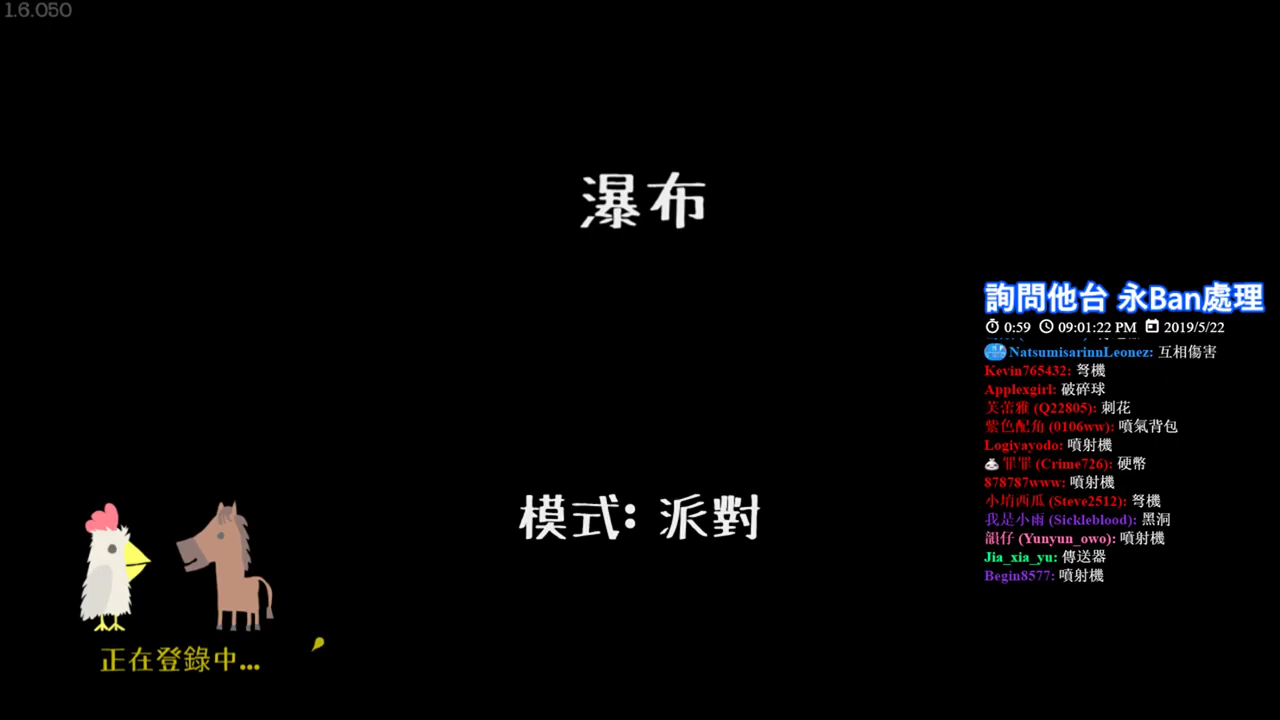 1.6.050
瀑布
詢問他台 永Ban處理
0:59 09:01:22 PM 2019/5/22
NatsumisarinnLeonez: 互相傷害
Kevin765432: 弩機
Applexgirl: 破碎球
芙蕾雅 (Q22805): 刺花
紫色配角 (0106ww): 噴氣背包
Logiyayodo: 噴射機
罪罪 (Crime726): 硬幣
878787www: 噴射機
小堉西瓜 (Steve2512): 弩機
我是小雨 (Sickleblood): 黑洞
韻仔 (Yunyun_owo): 噴射機
Jia_xia_yu: 傳送器
Begin8577: 噴射機
模式: 派對
正在登錄中...